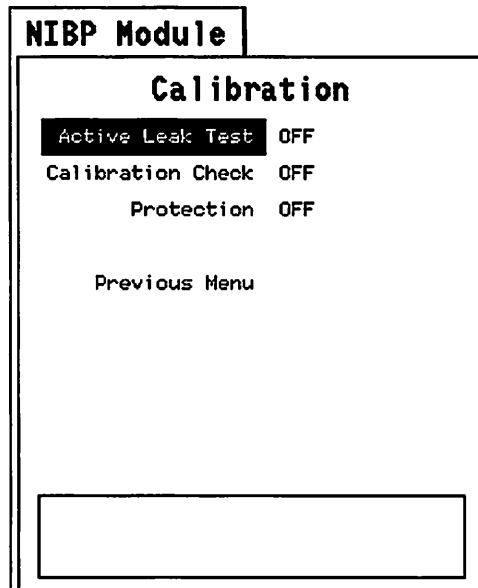 NIBP Module
Calibration
Active Leak Test OFF
Calibration Check OFF
Protection OFF
Previous Menu